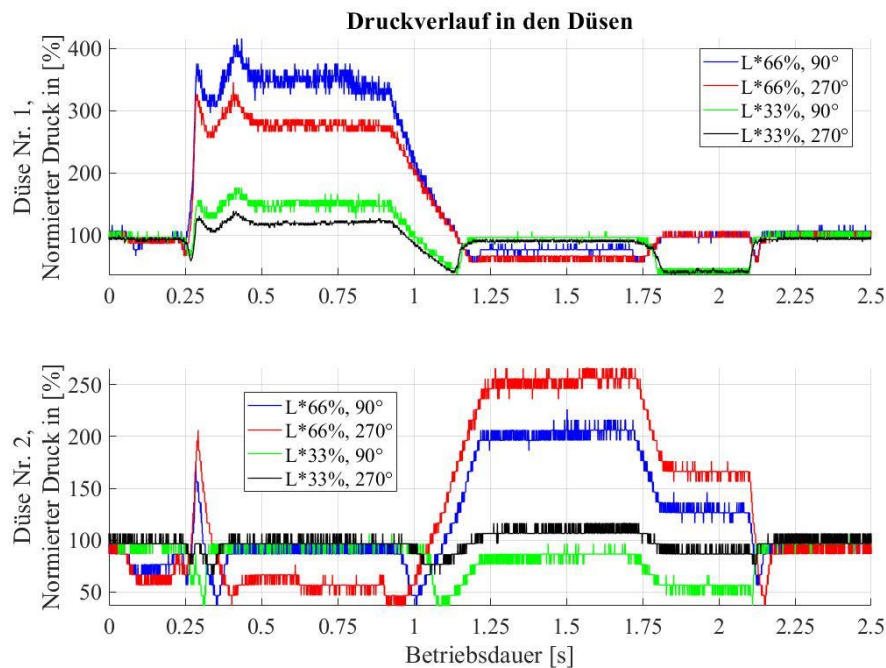 Druckverlauf in den Düsen
Düse Nr. 1,
Normierter Druck in [%]
400
300
200
100
L*66%, 90°
L*66%, 270°
L*33%, 90°
L*33%, 270°
0 0.25 0.5 0.75 1 1.25 1.5 1.75 2 2.25 2.5
Düse Nr. 2,
Normierter Druck in [%]
250
200
150
100
50
L*66%, 90°
L*66%, 270°
L*33%, 90°
L*33%, 270°
0 0.25 0.5 0.75 1 1.25 1.5 1.75 2 2.25 2.5
Betriebsdauer [s]